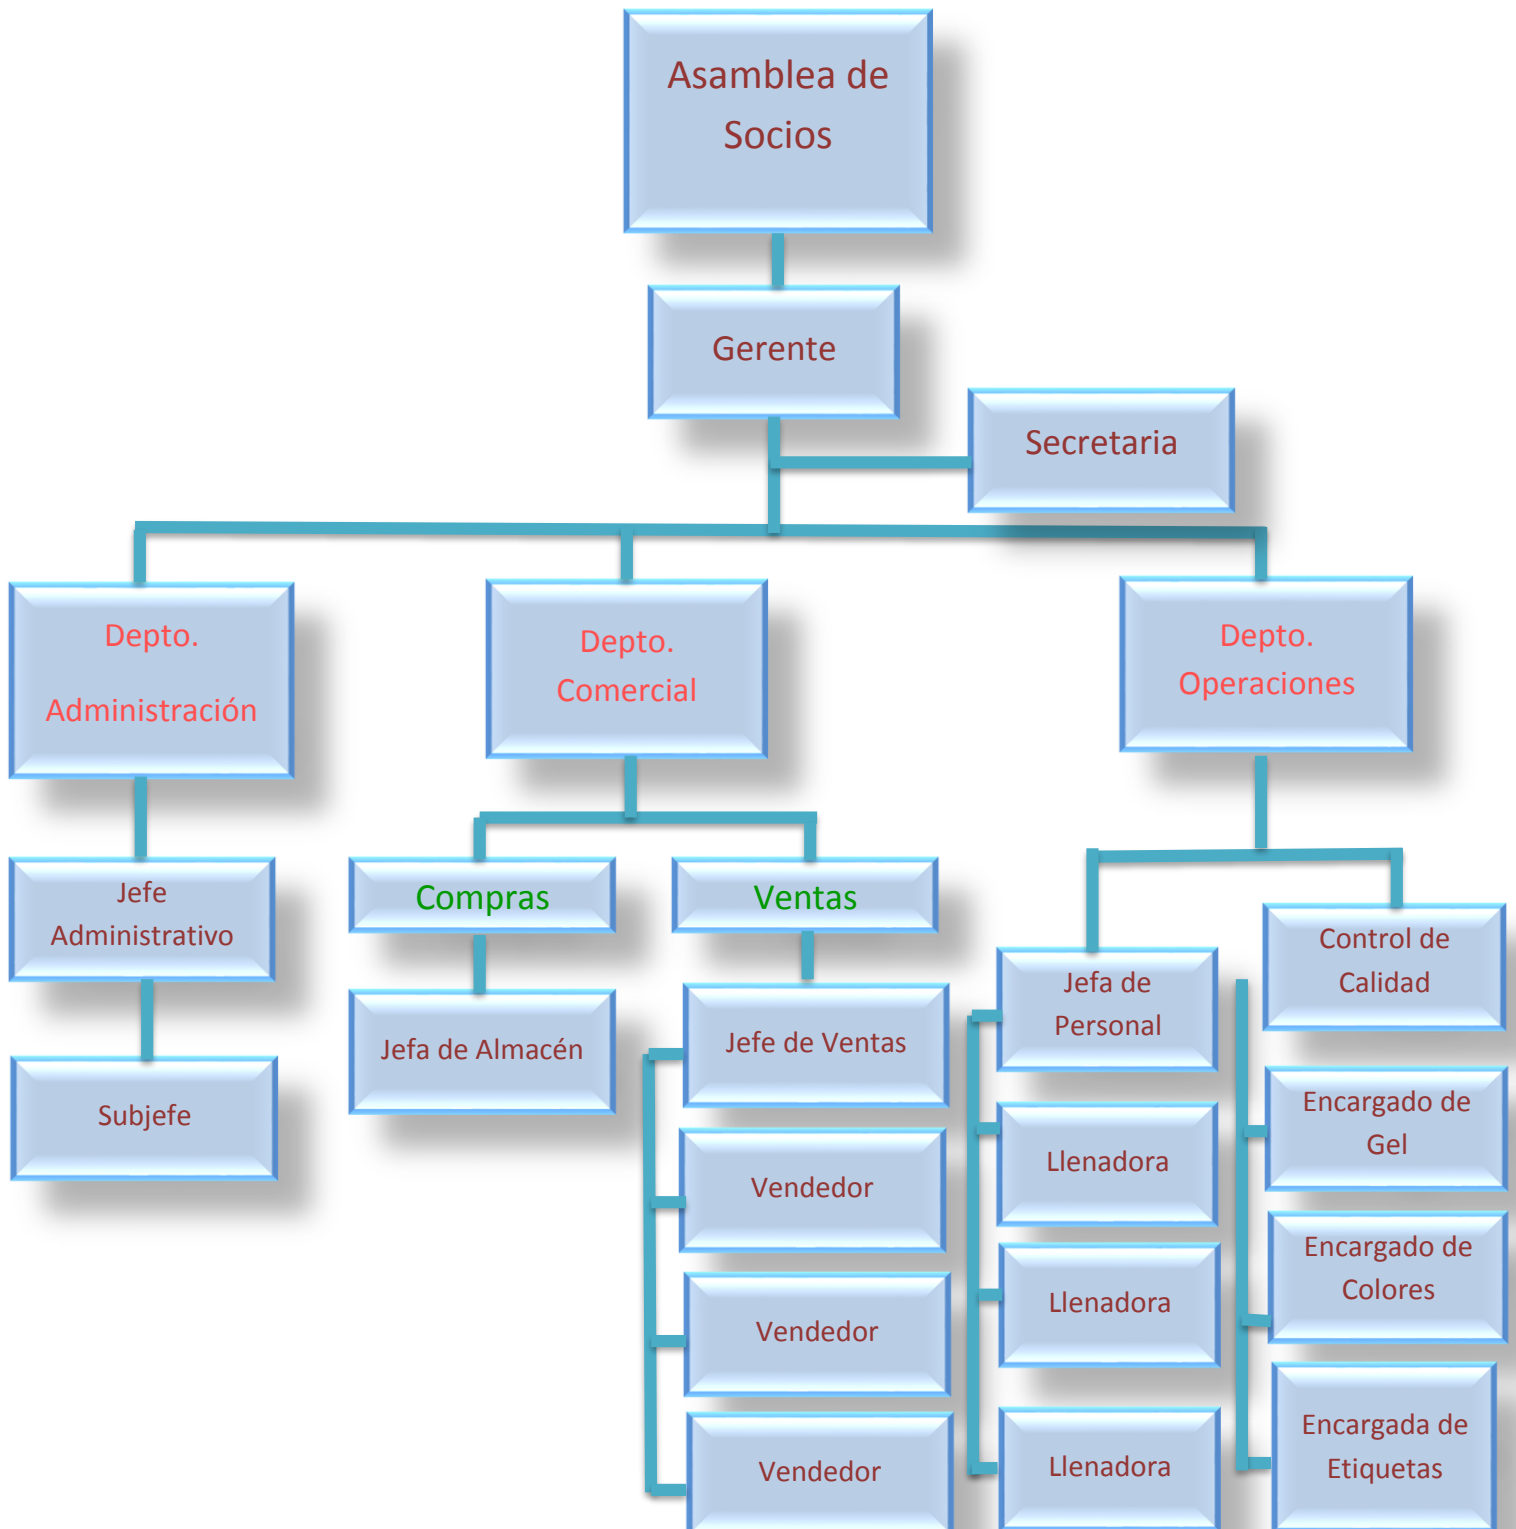 Asamblea de
Socios
Gerente
Secretaria
Depto.
Administración
Depto.
Comercial
Depto.
Operaciones
Jefe
Administrativo
Subjefe
Compras
Jefa de Almacén
Ventas
Jefe de Ventas
Vendedor
Vendedor
Vendedor
Jefa de
Personal
Llenadora
Llenadora
Llenadora
Control de
Calidad
Encargado de
Gel
Encargado de
Colores
Encargada de
Etiquetas